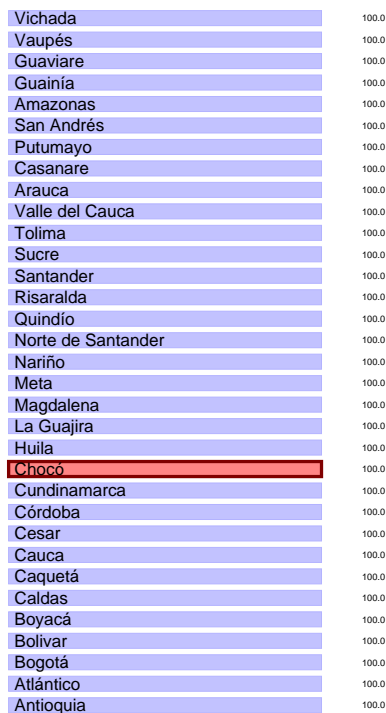 Vichada 100.0
Vaupés 100.0
Guaviare 100.0
Guainía 100.0
Amazonas 100.0
San Andrés 100.0
Putumayo 100.0
Casanare 100.0
Arauca 100.0
Valle del Cauca 100.0
Tolima 100.0
Sucre 100.0
Santander 100.0
Risaralda 100.0
Quindío 100.0
Norte de Santander 100.0
Nariño 100.0
Meta 100.0
Magdalena 100.0
La Guajira 100.0
Huila 100.0
Chocó 100.0
Cundinamarca 100.0
Córdoba 100.0
Cesar 100.0
Cauca 100.0
Caquetá 100.0
Caldas 100.0
Boyacá 100.0
Bolivar 100.0
Bogotá 100.0
Atlántico 100.0
Antioquia 100.0